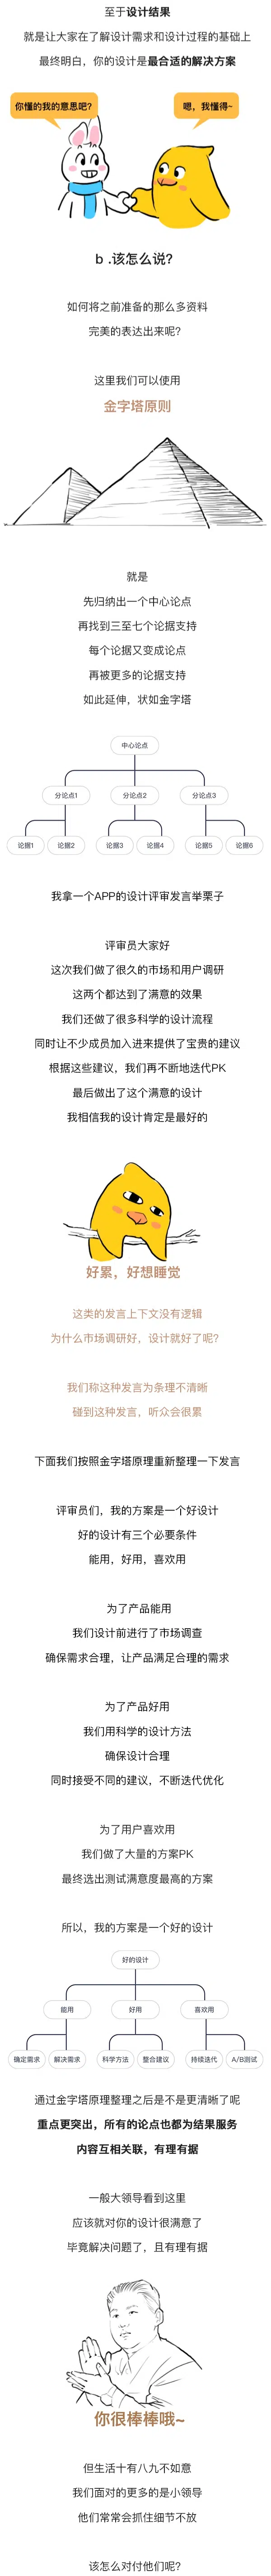 至于设计结果
就是让大家在了解设计需求和设计过程的基础上
最终明白，你的设计是最合适的解决方案
你懂的我的意思吧？
嗯，我懂得~
b .该怎么说？
如何将之前准备的那么多资料
完美的表达出来呢？
这里我们可以使用
金字塔原则
就是
先归纳出一个中心论点
再找到三至七个论据支持
每个论据又变成论点
再被更多的论据支持
如此延伸，状如金字塔
中心论点
分论点1
分论点2
分论点3
论据1
论据2
论据3
论据4
论据5
论据6
我拿一个APP的设计评审发言举栗子
评审员大家好
这次我们做了很久的市场和用户调研
这两个都达到了满意的效果
我们还做了很多科学的设计流程
同时让不少成员加入进来提供了宝贵的建议
根据这些建议，我们再不断地迭代PK
最后做出了这个满意的设计
我相信我的设计肯定是最好的
好累，好想睡觉
这类的发言上下文没有逻辑
为什么市场调研好，设计就好了呢？
我们称这种发言为条理不清晰
碰到这种发言，听众会很累
下面我们按照金字塔原理重新整理一下发言
评审员们，我的方案是一个好设计
好的设计有三个必要条件
能用，好用，喜欢用
为了产品能用
我们设计前进行了市场调查
确保需求合理，让产品满足合理的需求
为了产品好用
我们用科学的设计方法
确保设计合理
同时接受不同的建议，不断迭代优化
为了用户喜欢用
我们做了大量的方案PK
最终选出测试满意度最高的方案
所以，我的方案是一个好的设计
好的设计
能用
好用
喜欢用
确定需求
解决需求
科学方法
整合建议
持续迭代
A/B测试
通过金字塔原理整理之后是不是更清晰了呢
重点更突出，所有的论点也都为结果服务
内容互相关联，有理有据
一般大领导看到这里
应该就对你的设计很满意了
毕竟解决问题了，且有理有据
你很棒棒哦~
但生活十有八九不如意
我们面对的更多的是小领导
他们常常会抓住细节不放
该怎么对付他们呢？